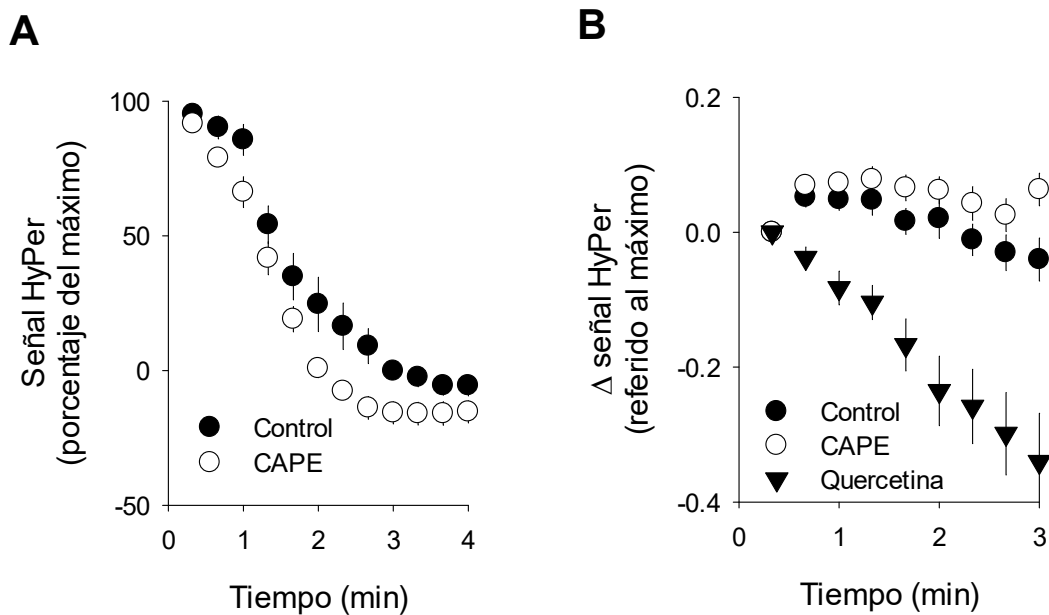 A
Señal HyPer
(porcentaje del máximo)
100
50
0
-50
Control
CAPE
0 1 2 3 4
Tiempo (min)
B
Δ señal HyPer
(referido al máximo)
0.2
0.0
-0.2
-0.4
Control
CAPE
Quercetina
0 1 2 3
Tiempo (min)